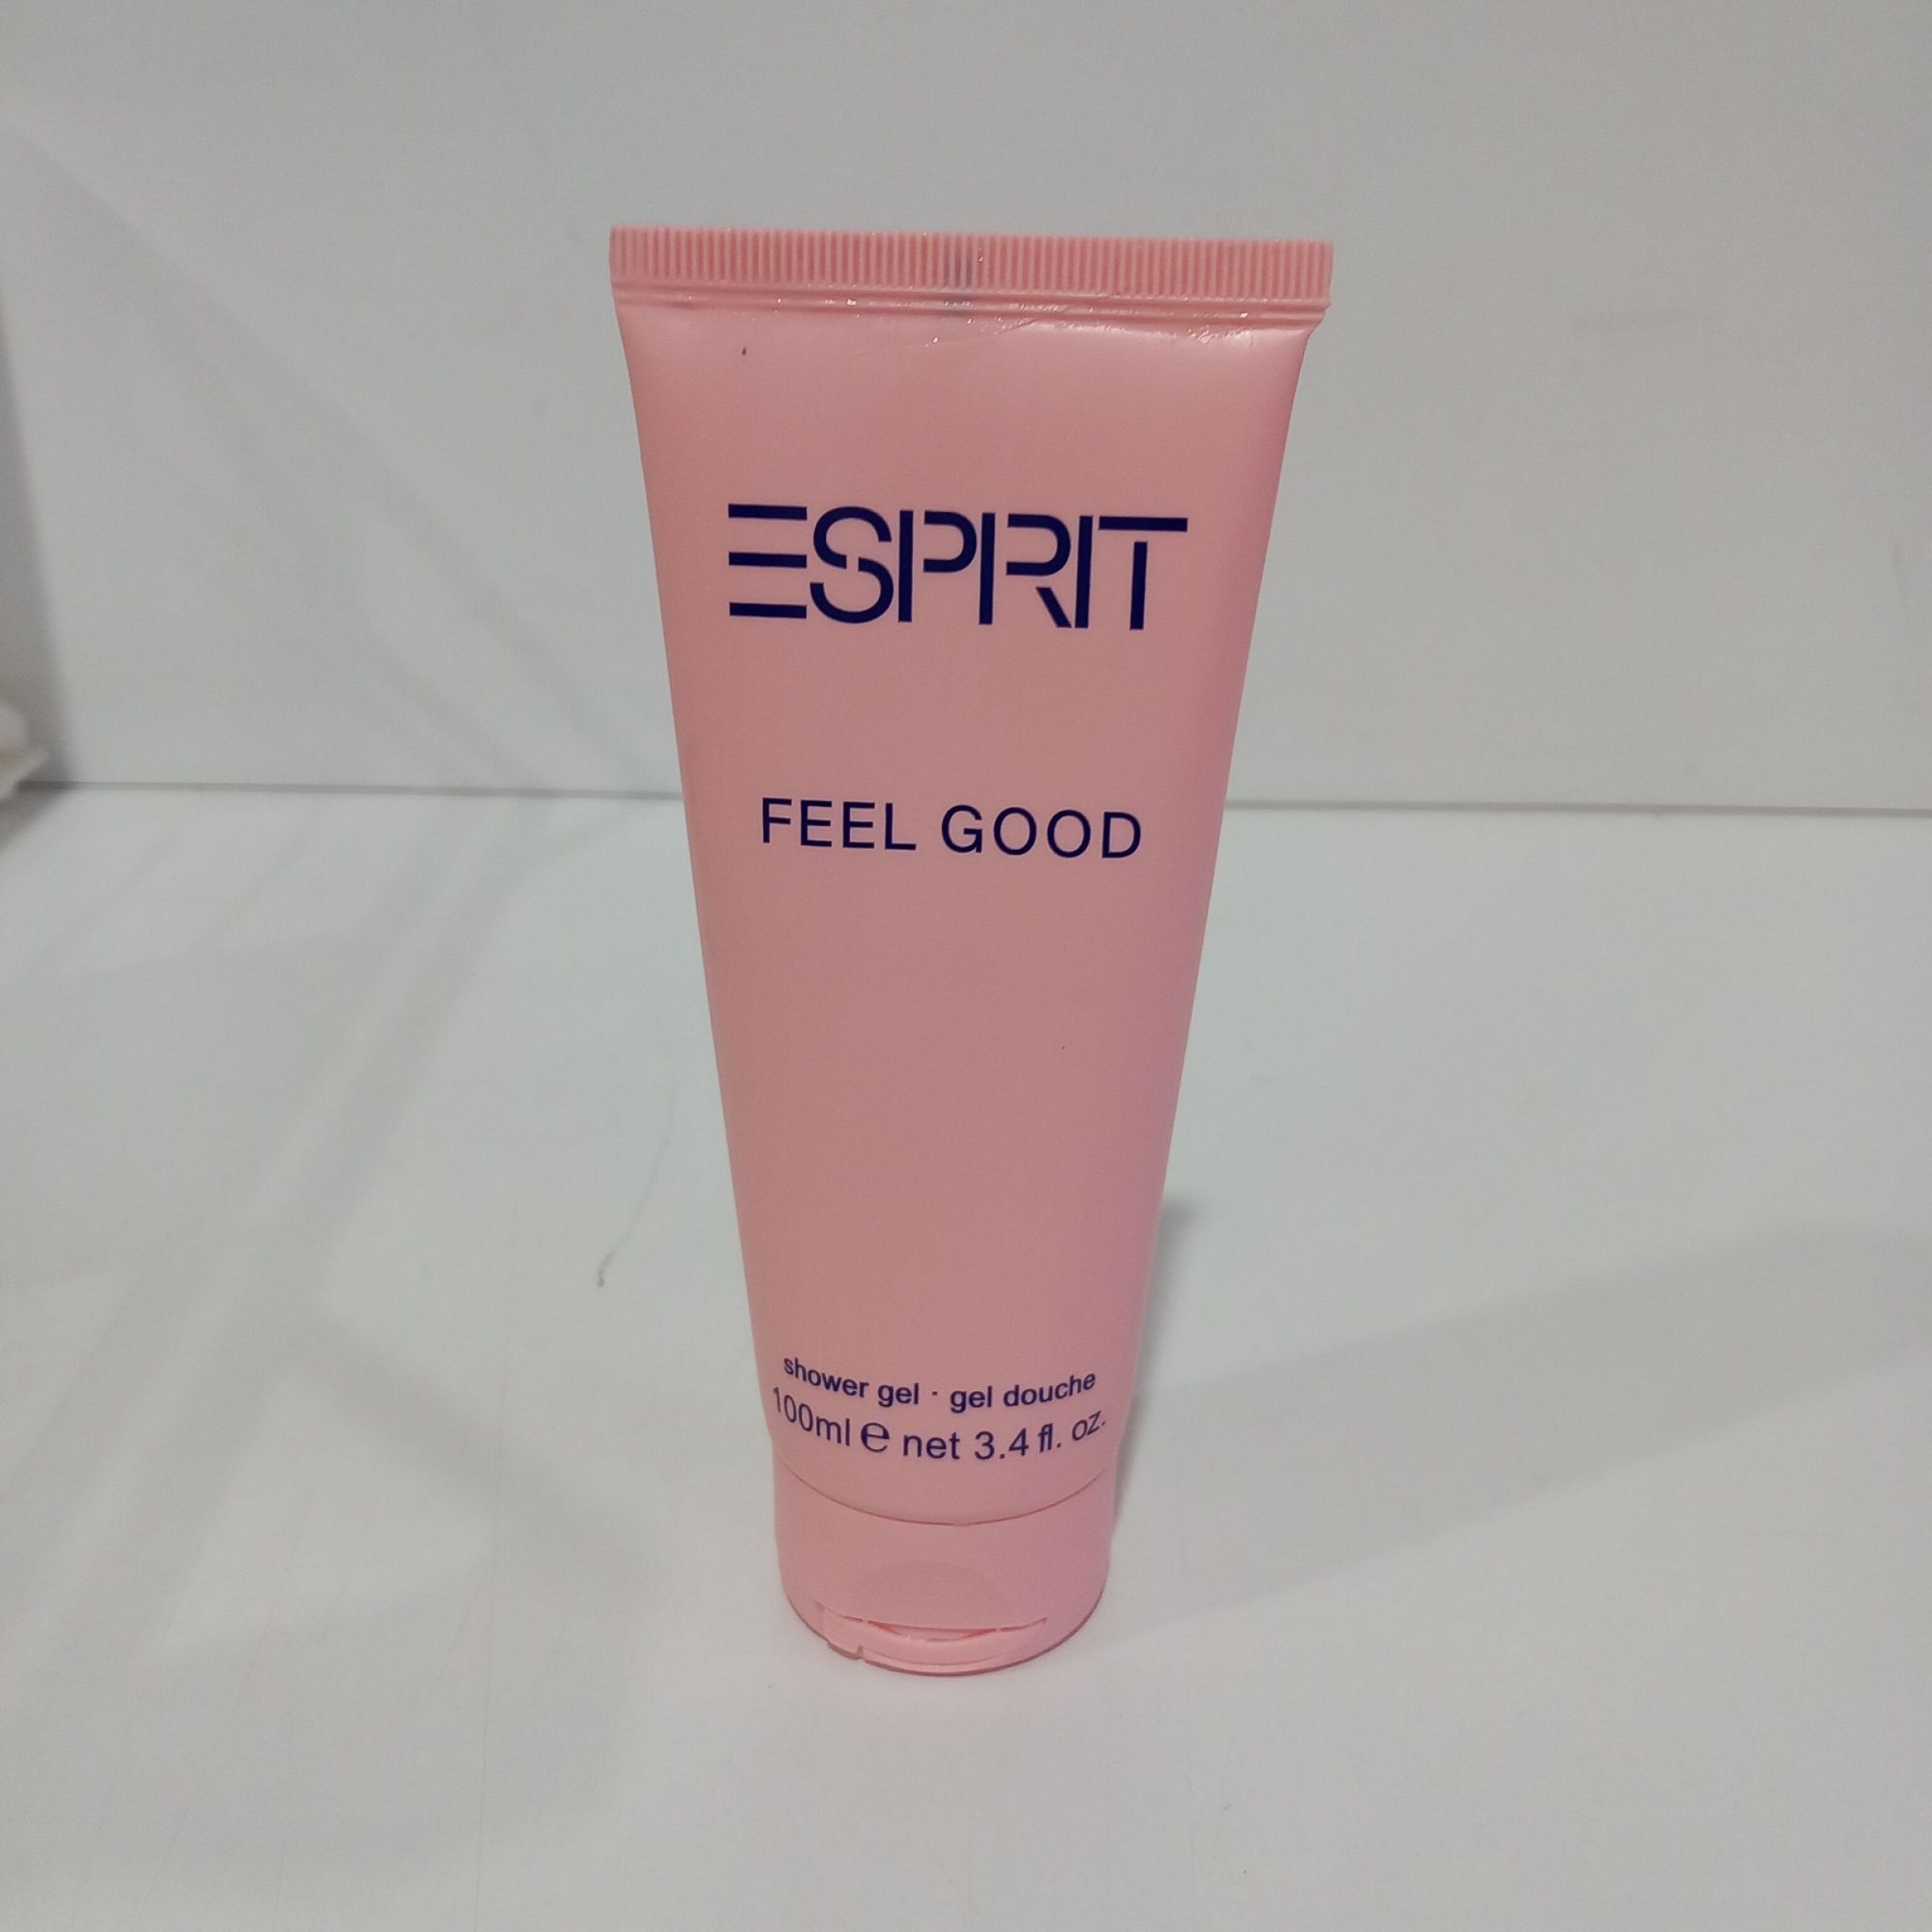 ESPRIT
FEEL GOOD
shower gel · gel douche
100ml ℮ net 3.4 fl. oz.